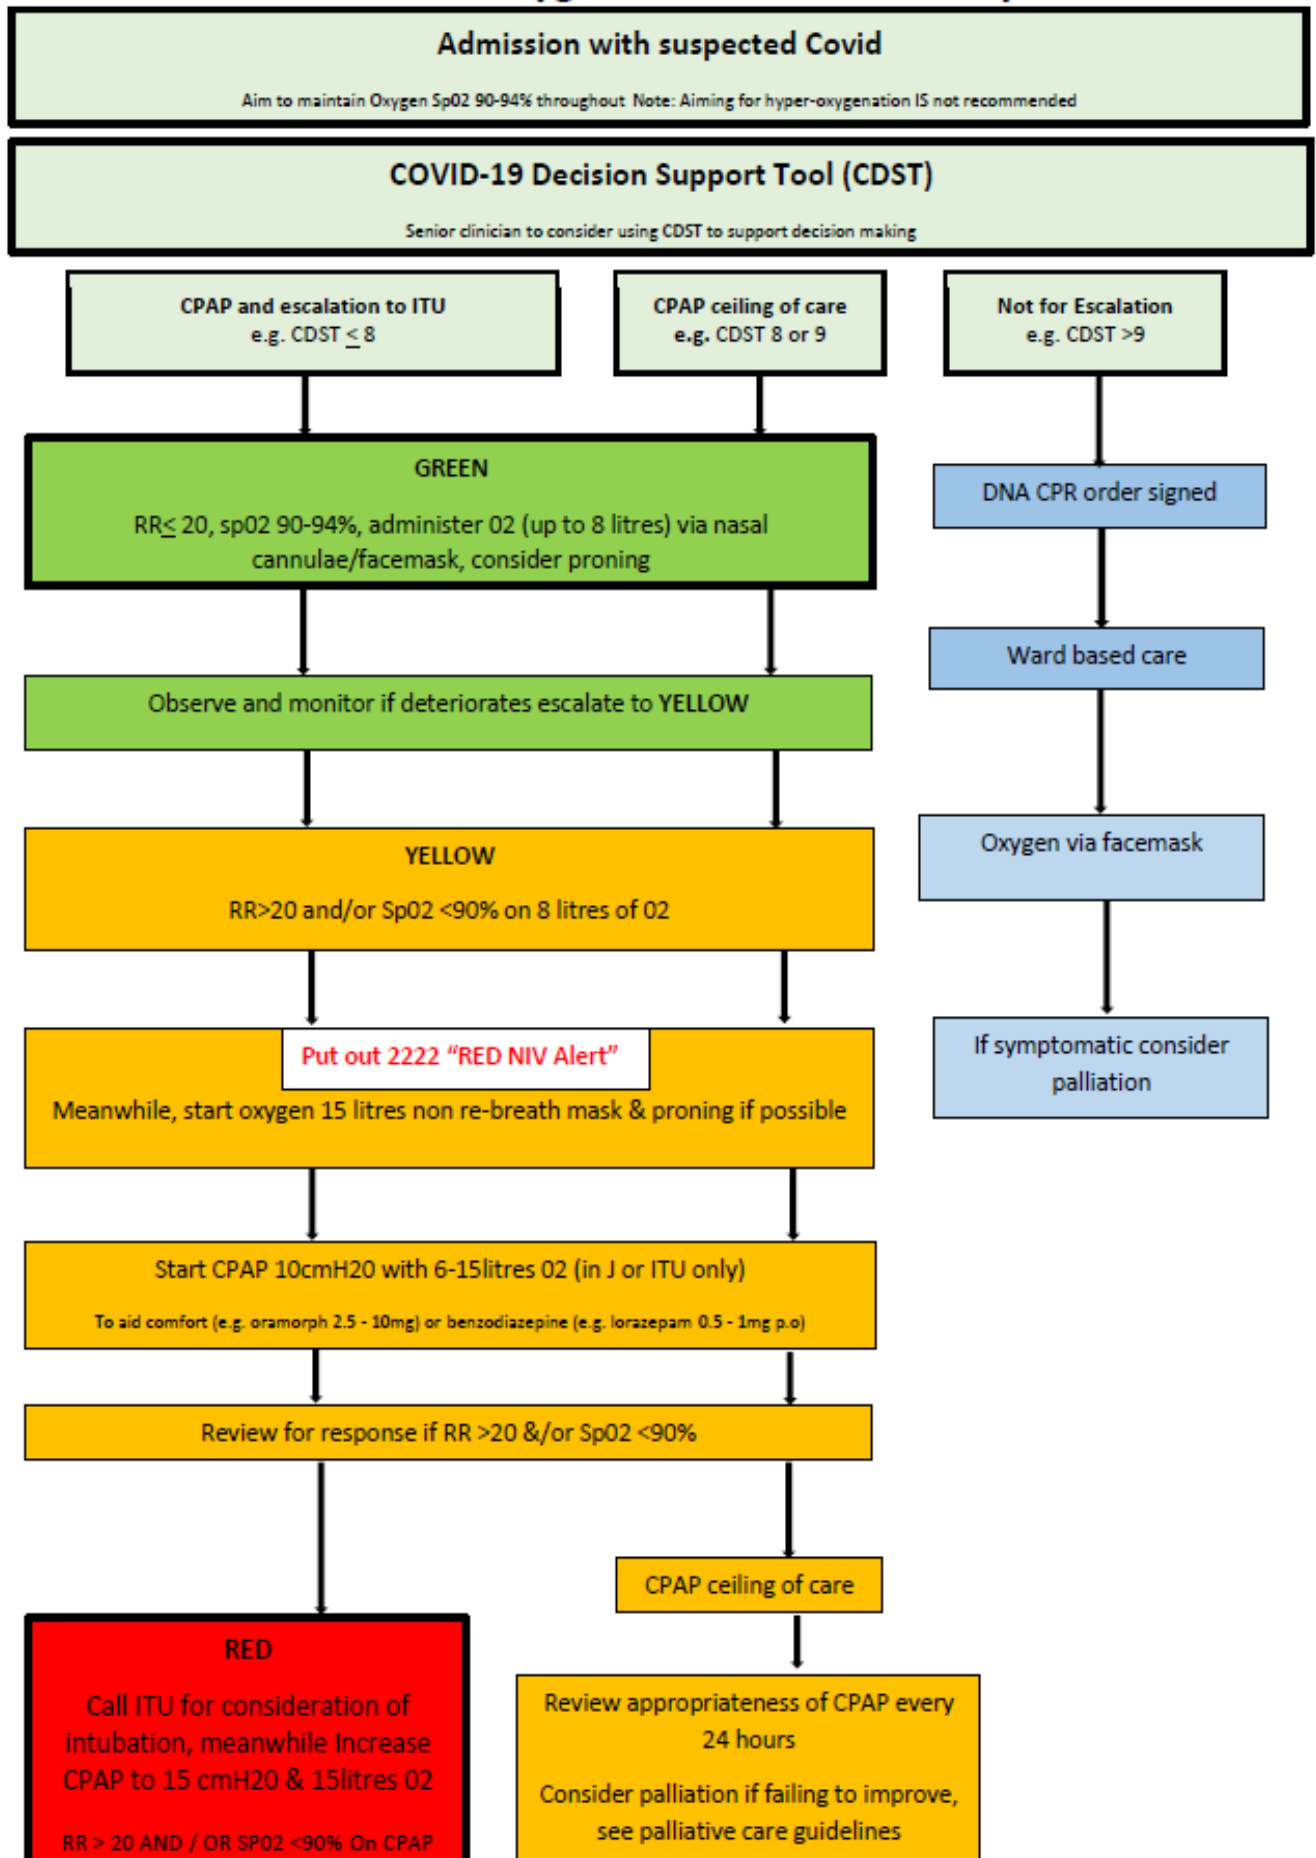 Admission with suspected Covid
Aim to maintain Oxygen Sp02 90-94% throughout Note: Aiming for hyper-oxygenation IS not recommended
COVID-19 Decision Support Tool (CDST)
Senior clinician to consider using CDST to support decision making
CPAP and escalation to ITU
e.g. CDST ≤ 8
CPAP ceiling of care
e.g. CDST 8 or 9
Not for Escalation
e.g. CDST >9
GREEN
RR≤ 20, sp02 90-94%, administer 02 (up to 8 litres) via nasal
cannulae/facemask, consider proning
DNA CPR order signed
Ward based care
Observe and monitor if deteriorates escalate to YELLOW
Oxygen via facemask
YELLOW
RR>20 and/or Sp02 <90% on 8 litres of 02
Put out 2222 “RED NIV Alert”
Meanwhile, start oxygen 15 litres non re-breath mask & proning if possible
If symptomatic consider
palliation
Start CPAP 10cmH20 with 6-15litres 02 (in J or ITU only)
To aid comfort (e.g. oramorph 2.5 - 10mg) or benzodiazepine (e.g. lorazepam 0.5 - 1mg p.o)
Review for response if RR >20 &/or Sp02 <90%
CPAP ceiling of care
RED
Call ITU for consideration of
intubation, meanwhile Increase
CPAP to 15 cmH20 & 15litres 02
RR > 20 AND / OR SP02 <90% On CPAP
Review appropriateness of CPAP every
24 hours
Consider palliation if failing to improve,
see palliative care guidelines